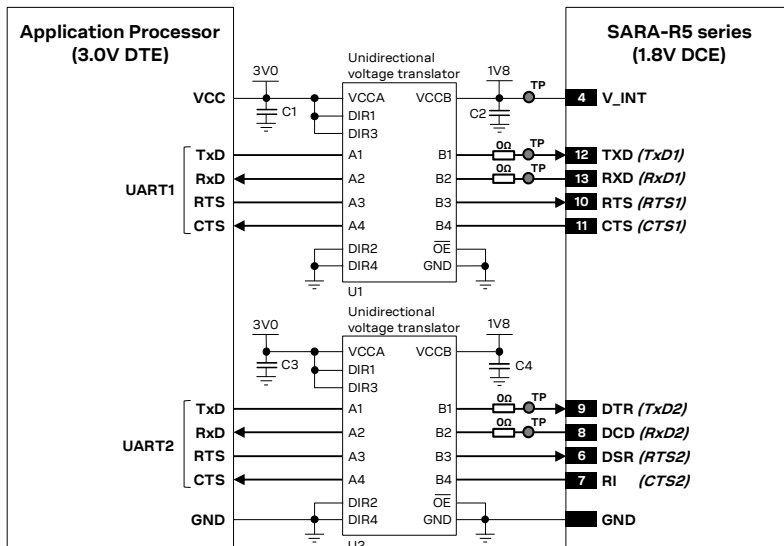 Application Processor
(3.0V DTE)
SARA-R5 series
(1.8V DCE)
Unidirectional
voltage translator
3V0
1V8
TP
VCC
C1
VCCA
VCCB
C2
4 V_INT
DIR1
DIR3
0Ω TP
UART1
TxD
A1
B1
12 TXD (TxD1)
0Ω TP
RxD
A2
B2
13 RXD (RxD1)
RTS
A3
B3
10 RTS (RTS1)
CTS
A4
B4
11 CTS (CTS1)
DIR2
OE
DIR4
GND
U1
Unidirectional
voltage translator
3V0
1V8
C3
VCCA
VCCB
C4
DIR1
DIR3
0Ω TP
UART2
TxD
A1
B1
9 DTR (TxD2)
0Ω TP
RxD
A2
B2
8 DCD (RxD2)
RTS
A3
B3
6 DSR (RTS2)
CTS
A4
B4
7 RI (CTS2)
DIR2
OE
GND
DIR4
GND
GND